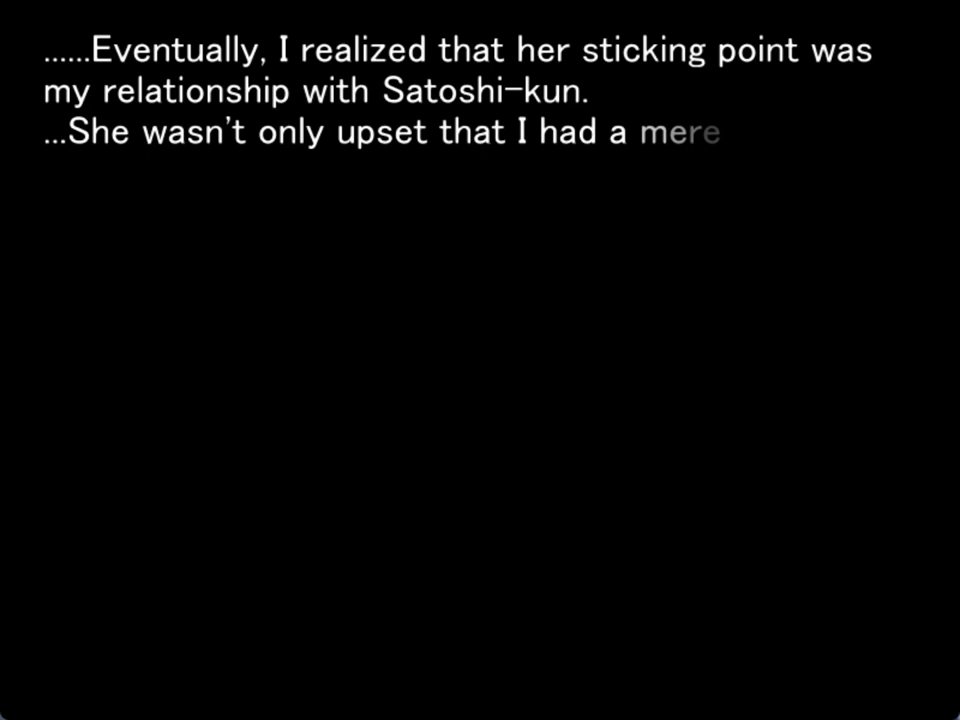 ......Eventually, I realized that her sticking point was
my relationship with Satoshi-kun.
...She wasn't only upset that I had a mere